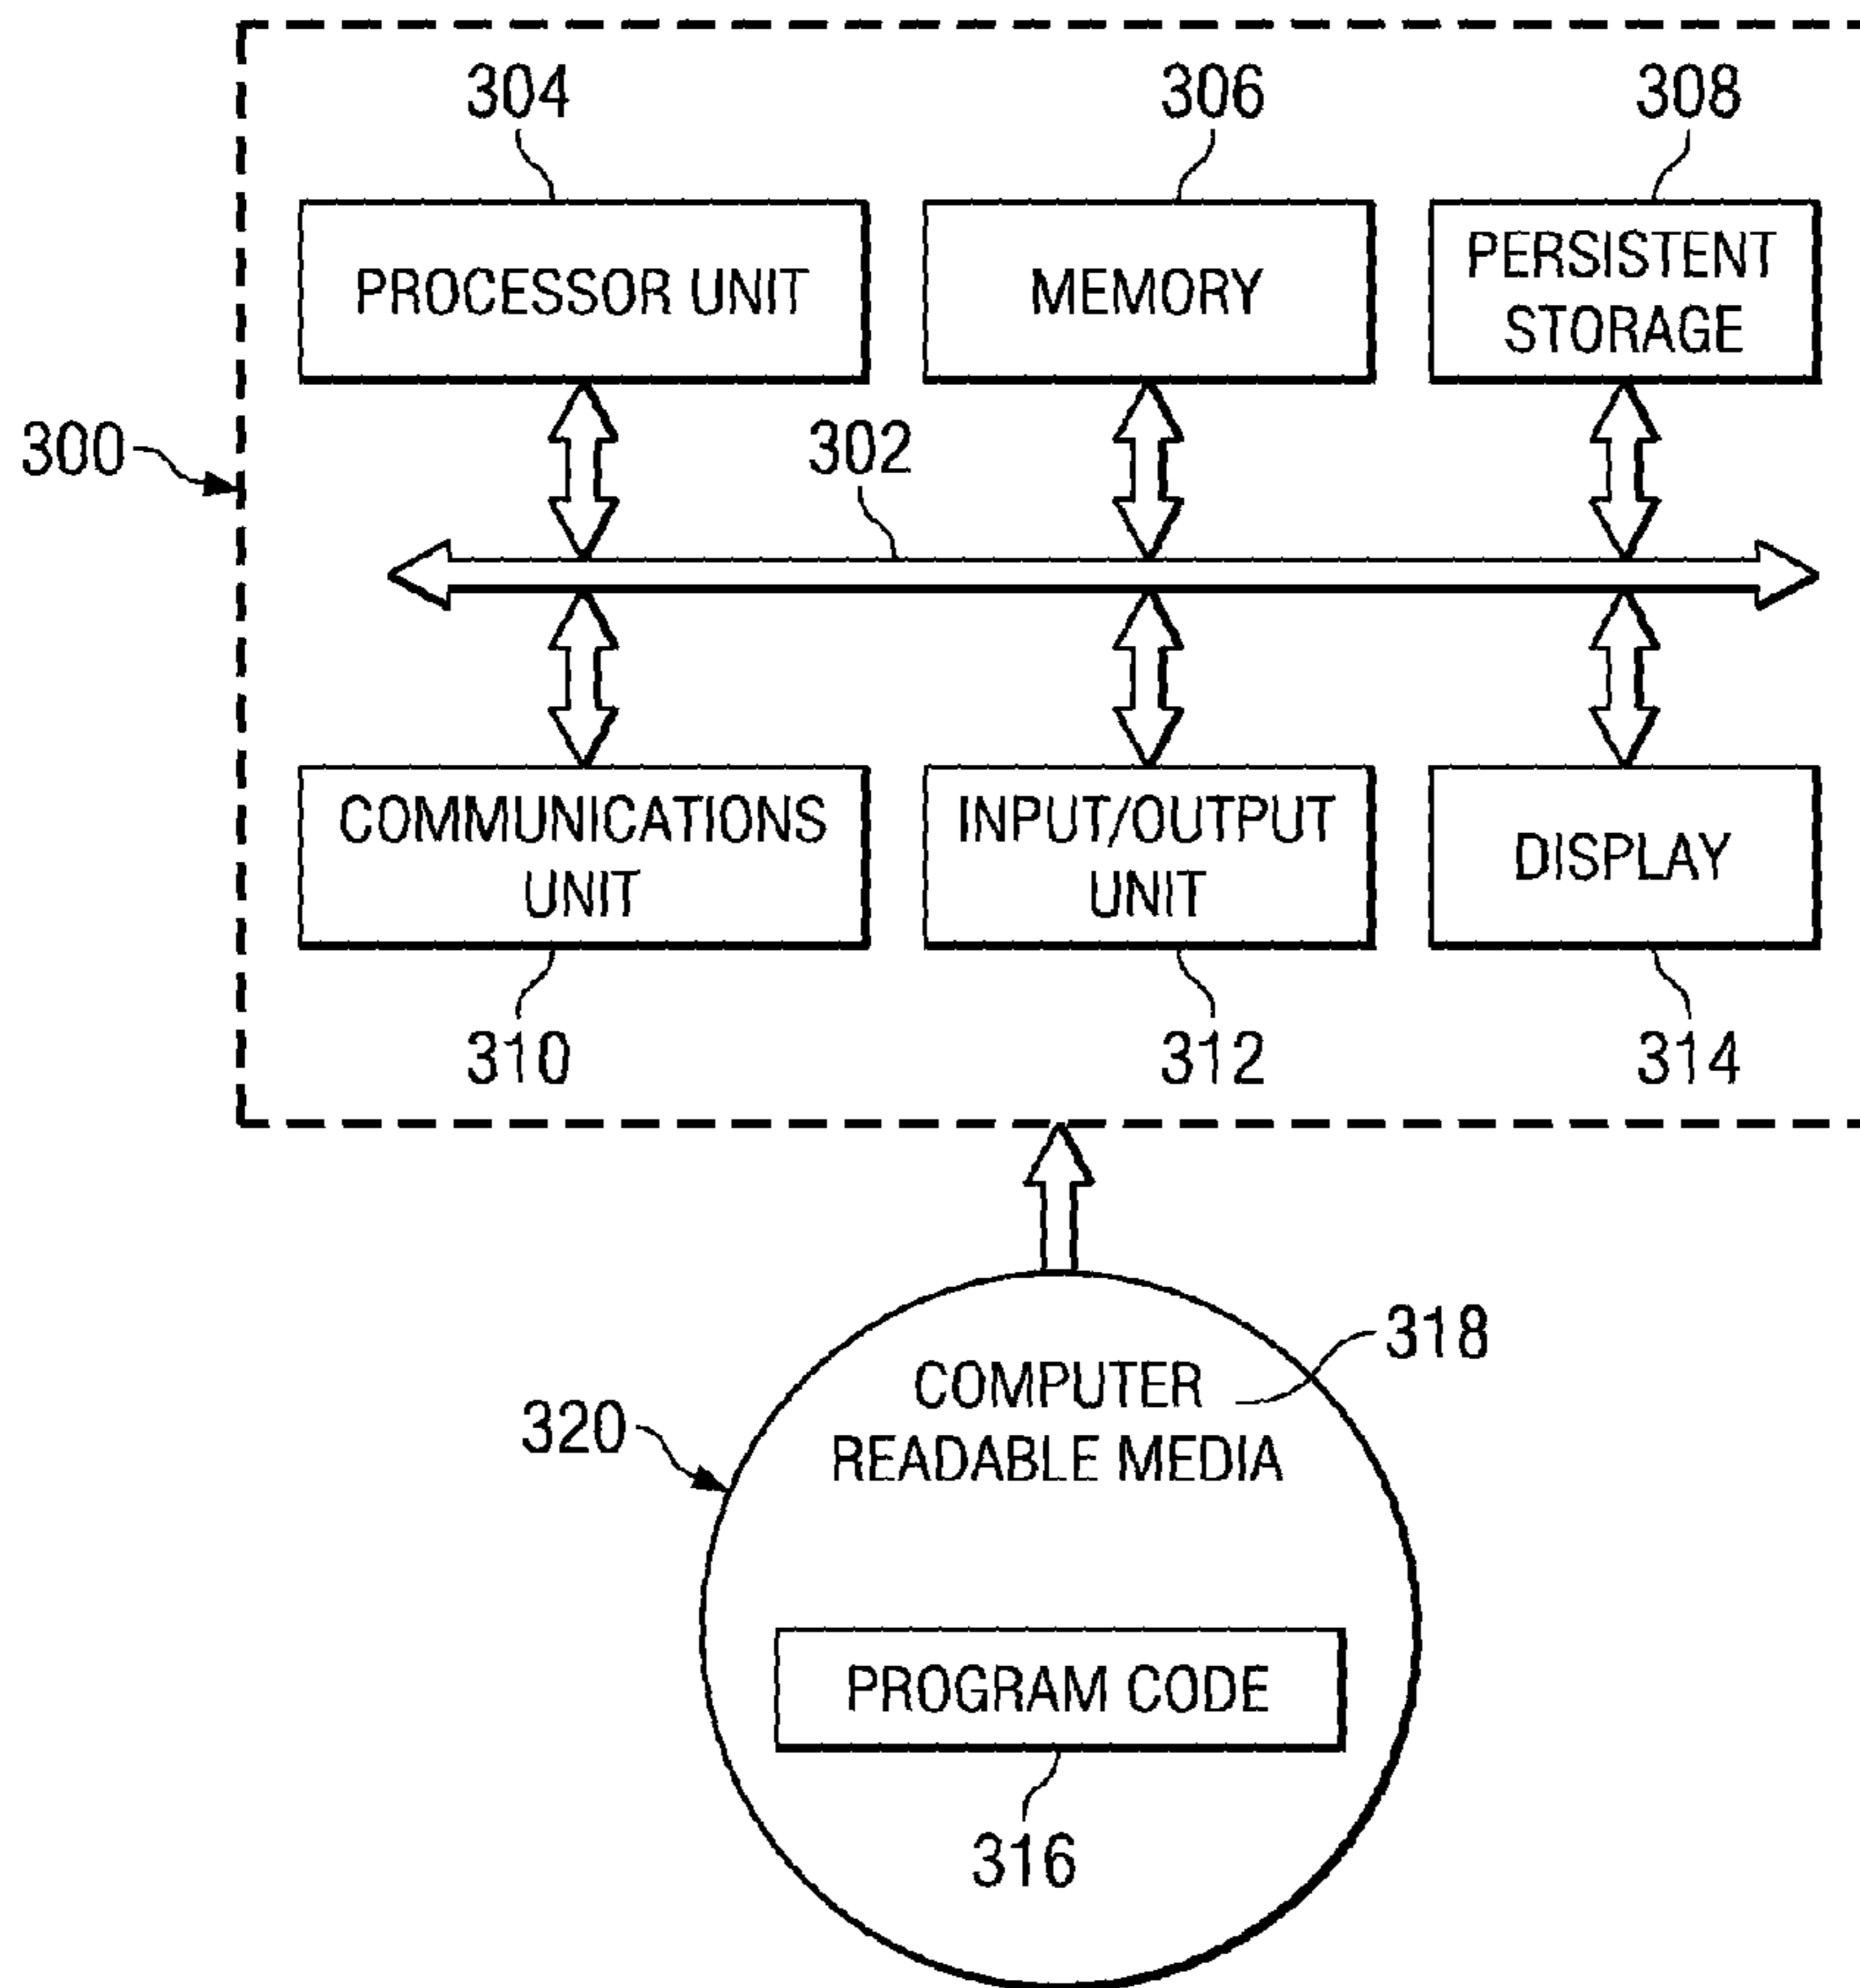 304
306
308
PROCESSOR UNIT
MEMORY
PERSISTENT
STORAGE
300
302
COMMUNICATIONS
UNIT
INPUT/OUTPUT
UNIT
DISPLAY
310
312
314
318
COMPUTER
READABLE MEDIA
320
PROGRAM CODE
316